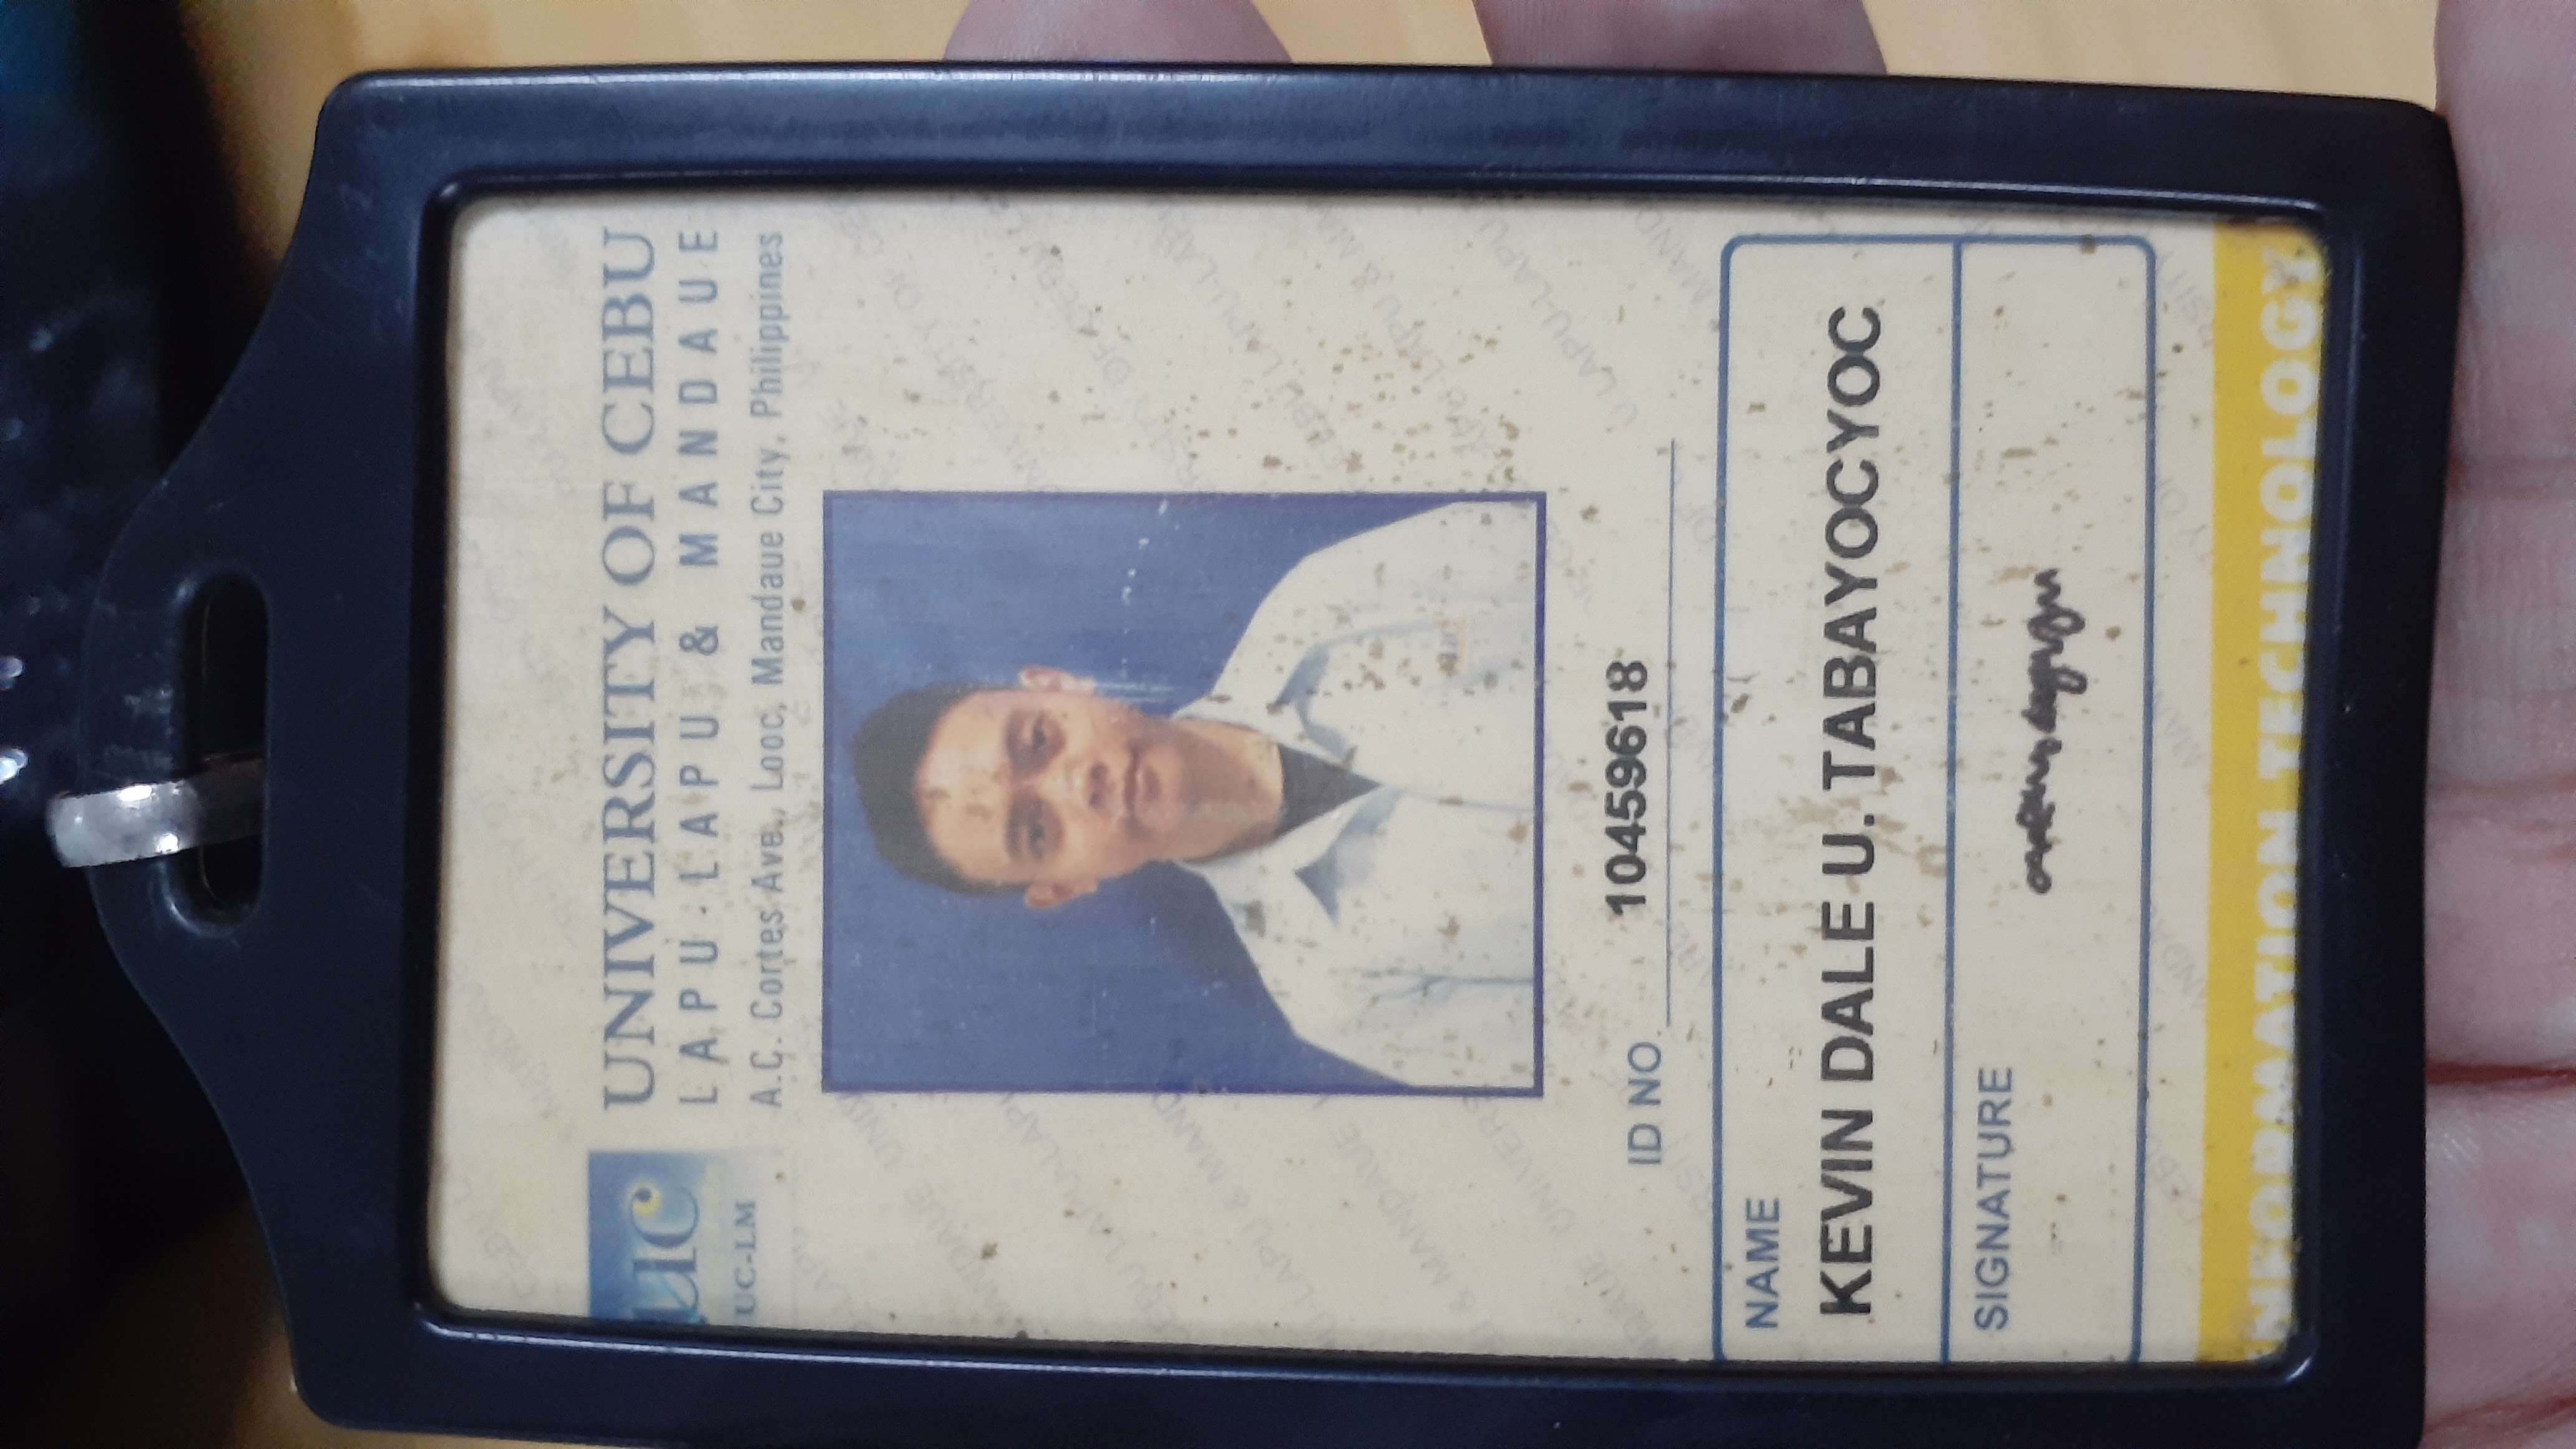 UC
UC-LM
UNIVERSITY OF CEBU
LAPU-LAPU & MANDAUE
A.C. Cortes Ave., Looc, Mandaue City, Philippines
ID NO. 10459618
NAME
KEVIN DALE U. TABAYOCYOC
SIGNATURE
INFORMATION TECHNOLOGY